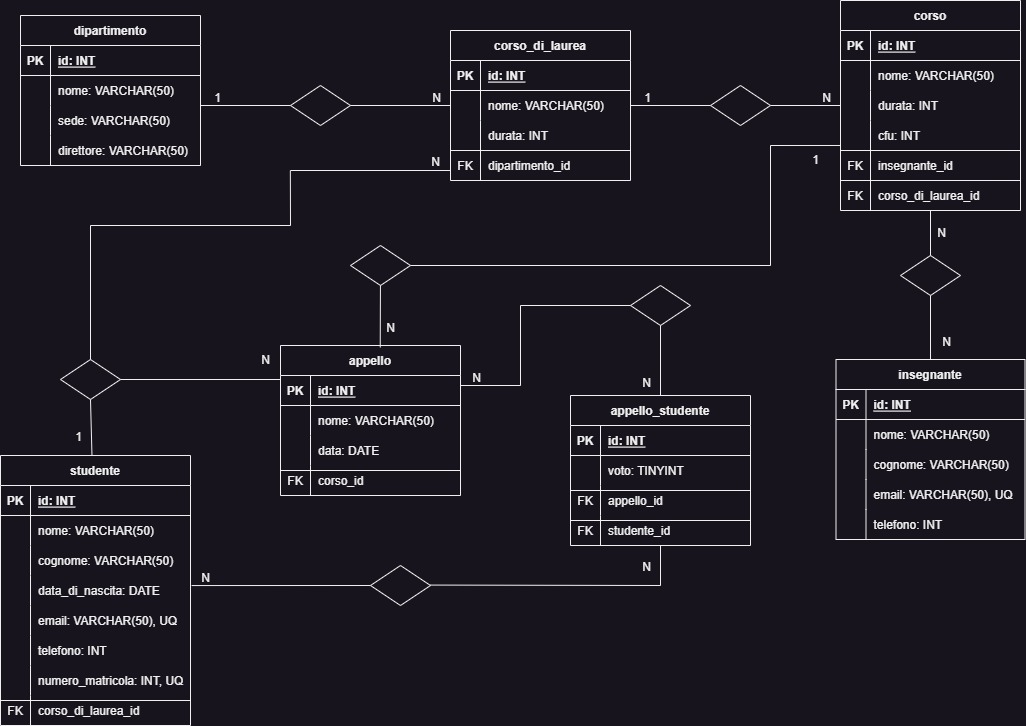 dipartimento
PK id: INT
nome: VARCHAR(50)
sede: VARCHAR(50)
direttore: VARCHAR(50)
1
N
corso_di_laurea
PK id: INT
nome: VARCHAR(50)
durata: INT
FK dipartimento_id
N
1
N
corso
PK id: INT
nome: VARCHAR(50)
durata: INT
cfu: INT
FK insegnante_id
FK corso_di_laurea_id
1
N
N
insegnante
PK id: INT
nome: VARCHAR(50)
cognome: VARCHAR(50)
email: VARCHAR(50), UQ
telefono: INT
N
N
appello
PK id: INT
nome: VARCHAR(50)
data: DATE
FK corso_id
N
N
appello_studente
PK id: INT
voto: TINYINT
FK appello_id
FK studente_id
N
1
studente
PK id: INT
nome: VARCHAR(50)
cognome: VARCHAR(50)
data_di_nascita: DATE
email: VARCHAR(50), UQ
telefono: INT
numero_matricola: INT, UQ
FK corso_di_laurea_id
N